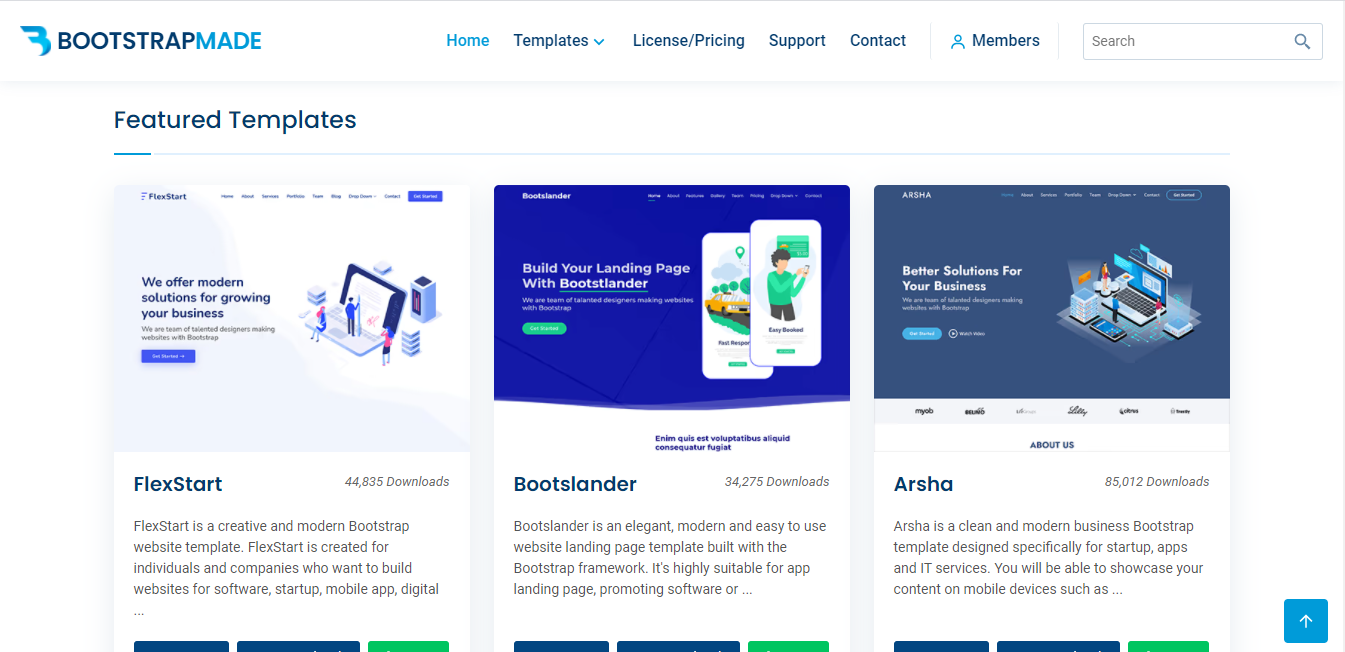 BOOTSTRAPMADE
Home Templates License/Pricing Support Contact Members Search
Featured Templates
FlexStart
Home About Services Portfolio Team Blog Drop Down Contact Get Started
We offer modern
solutions for growing
your business
We are team of talented designers making
websites with Bootstrap
Get Started
Bootslander
Home About Features Gallery Team Pricing Drop Down Contact
Build Your Landing Page
With Bootstlander
We are team of talanted designers making websites
with Bootstrap
Get Started
Easy Booked
Fast Respon
Enim quis est voluptatibus aliquid
consequatur fugiat
ARSHA
Home About Services Portfolio Team Drop Down Contact Get Started
Better Solutions For
Your Business
We are team of talented designers making
websites with Bootstrap
Get Started Watch Video
myob BELIMO Lilly citrus Trustly
ABOUT US
FlexStart 44,835 Downloads
FlexStart is a creative and modern Bootstrap
website template. FlexStart is created for
individuals and companies who want to build
websites for software, startup, mobile app, digital
...
Bootslander 34,275 Downloads
Bootslander is an elegant, modern and easy to use
website landing page template built with the
Bootstrap framework. It's highly suitable for app
landing page, promoting software or ...
Arsha 85,012 Downloads
Arsha is a clean and modern business Bootstrap
template designed specifically for startup, apps
and IT services. You will be able to showcase your
content on mobile devices such as ...